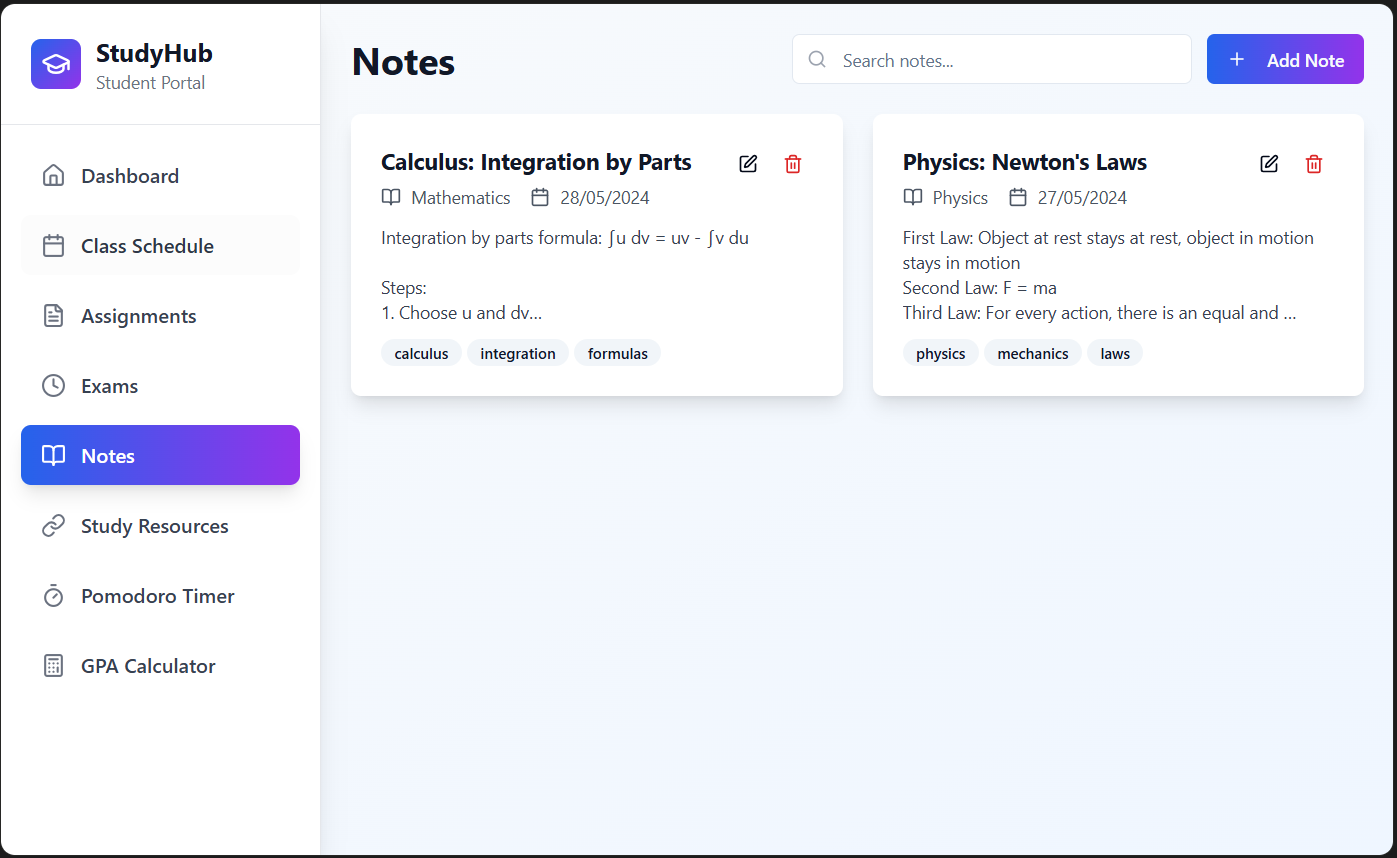 StudyHub
Student Portal
Dashboard
Class Schedule
Assignments
Exams
Notes
Study Resources
Pomodoro Timer
GPA Calculator
Notes
Search notes...
Add Note
Calculus: Integration by Parts
Mathematics 28/05/2024
Integration by parts formula: ∫u dv = uv - ∫v du
Steps:
1. Choose u and dv...
calculus integration formulas
Physics: Newton's Laws
Physics 27/05/2024
First Law: Object at rest stays at rest, object in motion
stays in motion
Second Law: F = ma
Third Law: For every action, there is an equal and ...
physics mechanics laws